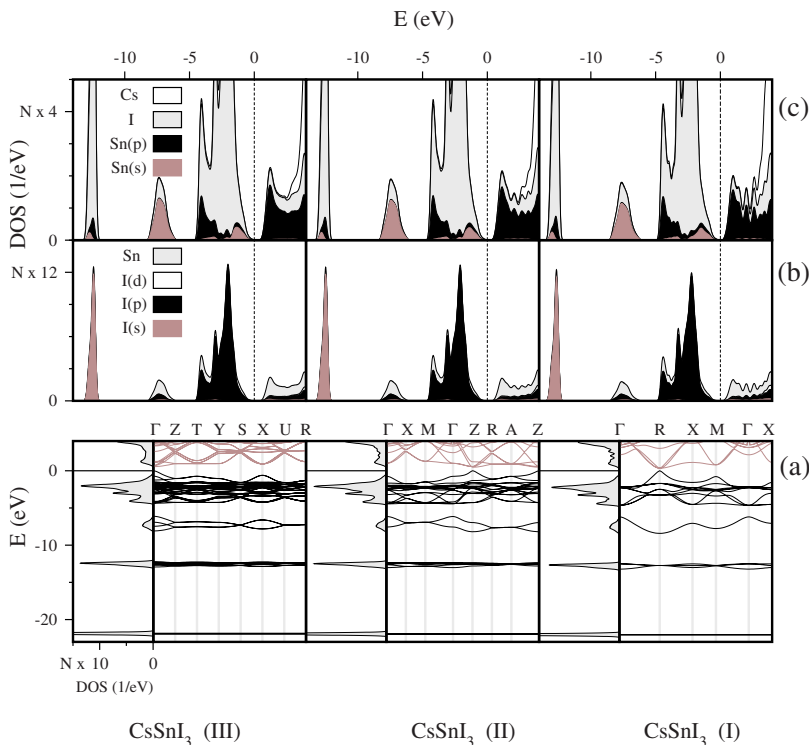 E (eV)
-10 -5 0 -10 -5 0 -10 -5 0
DOS (1/eV)
N x 4
0
Cs
I
Sn(p)
Sn(s)
(c)
N x 12
0
Sn
I(d)
I(p)
I(s)
(b)
Γ Z T Y S X U R Γ X M Γ Z R A Z Γ R X M Γ X
E (eV)
0
-10
-20
(a)
N x 10 0
DOS (1/eV)
CsSnI3 (III) CsSnI3 (II) CsSnI3 (I)